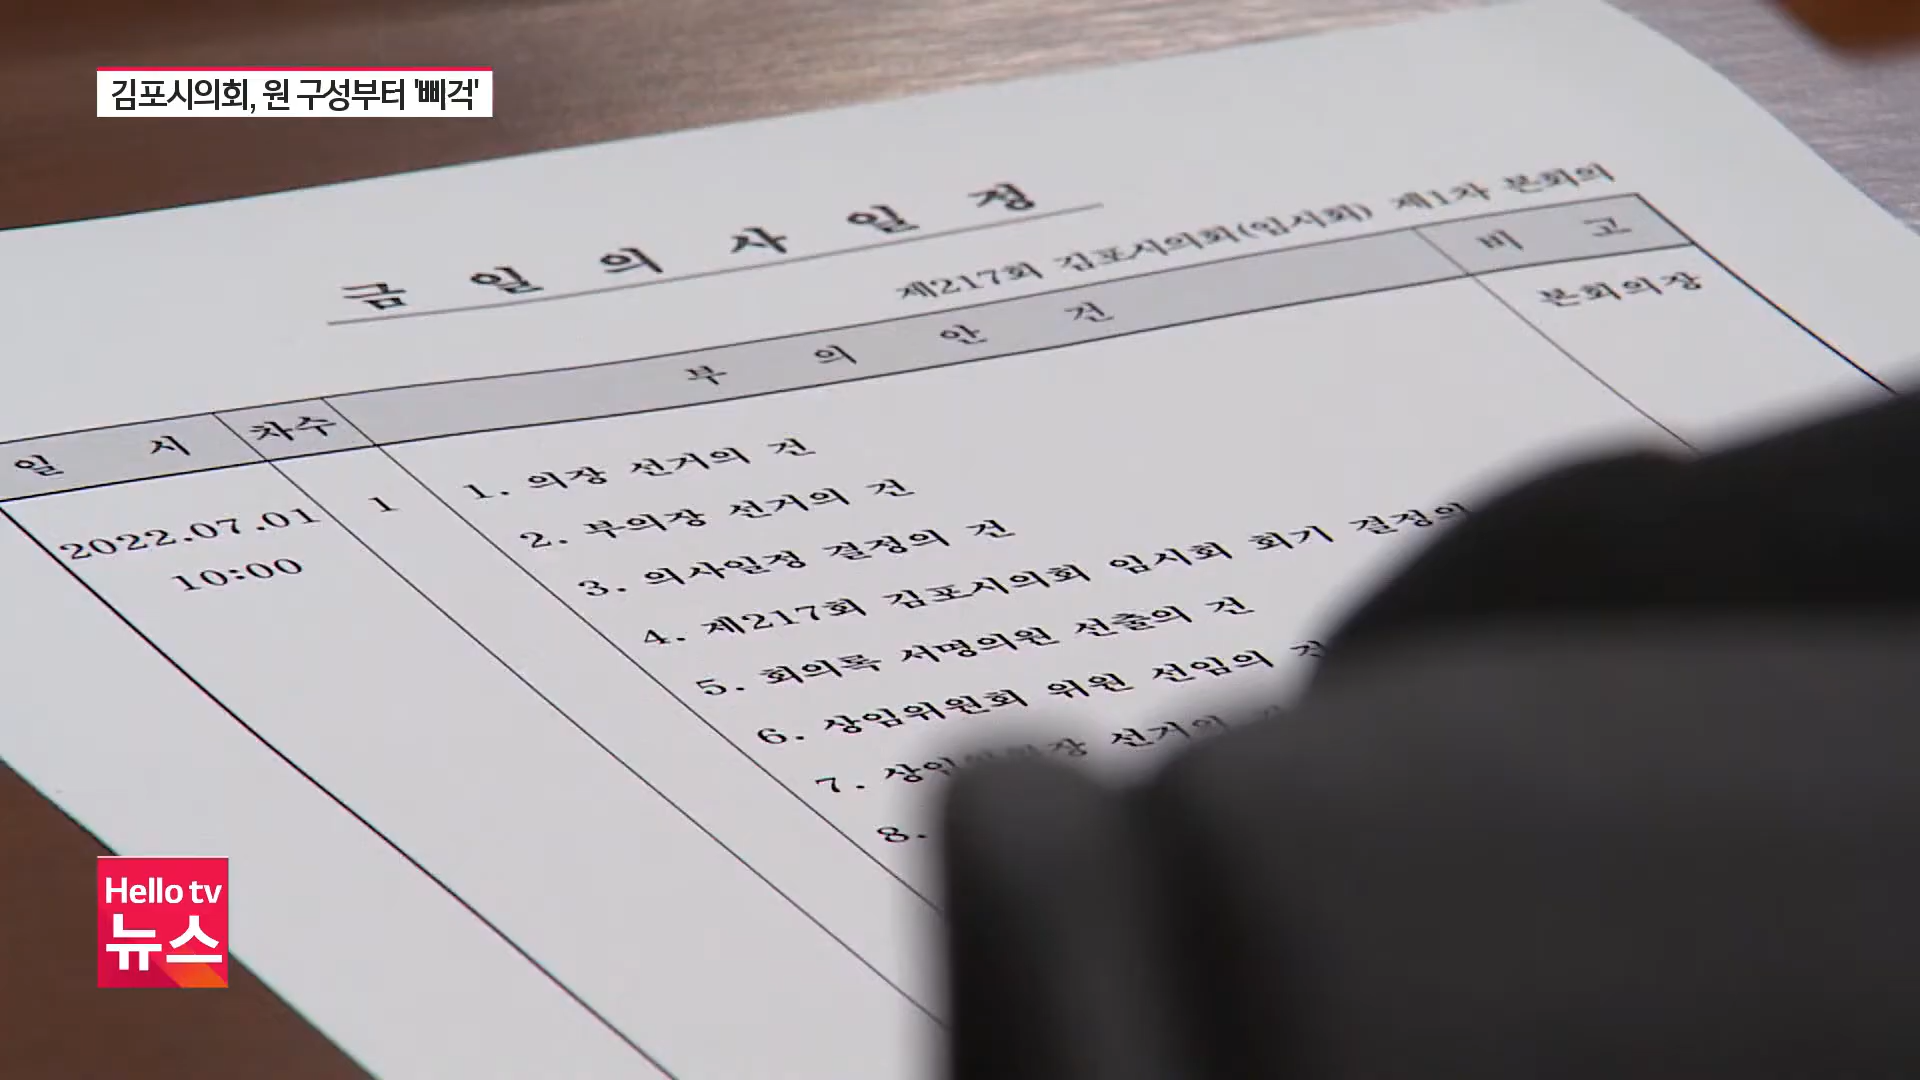 김포시의회, 원 구성부터 '삐걱'
금 일 의 사 일 정
제217회 김포시의회(임시회) 제1차 본회의
일 시 차수 부 의 안 건 비 고
2022.07.01 10:00
1
1. 의장 선거의 건
2. 부의장 선거의 건
3. 의사일정 결정의 건
4. 제217회 김포시의회 임시회 회기 결정의
5. 회의록 서명의원 선출의 건
6. 상임위원회 위원 선임의 건
7. 상임 선거의
8.
본회의장
Hello tv
뉴스